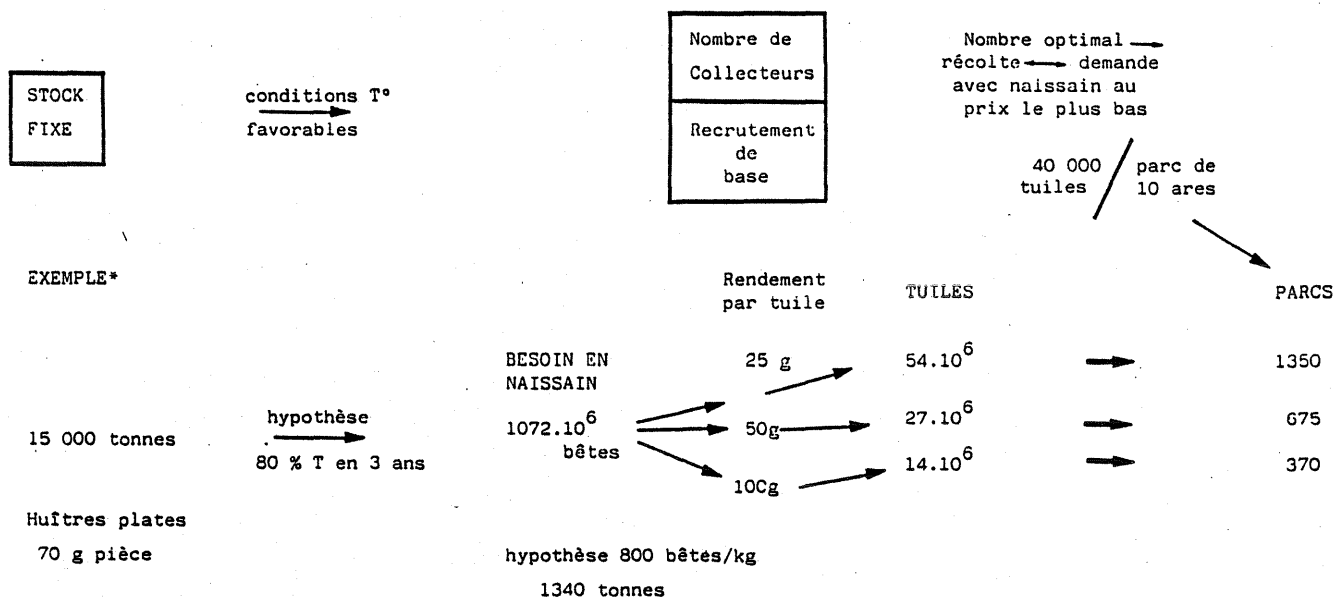 Nombre de
Collecteurs
Recrutement
de
base
Nombre optimal
récolte demande
avec naissain au
prix le plus bas
STOCK
FIXE
conditions T°
favorables
40 000
tuiles
parc de
10 ares
EXEMPLE*
Rendement
par tuile
TUILES
PARCS
BESOIN EN
NAISSAIN
25 g
54.10⁶
1350
15 000 tonnes
hypothèse
80 % T en 3 ans
1072.10⁶
bêtes
50g
27.10⁶
675
10Cg
14.10⁶
370
Huîtres plates
70 g pièce
hypothèse 800 bêtes/kg
1340 tonnes